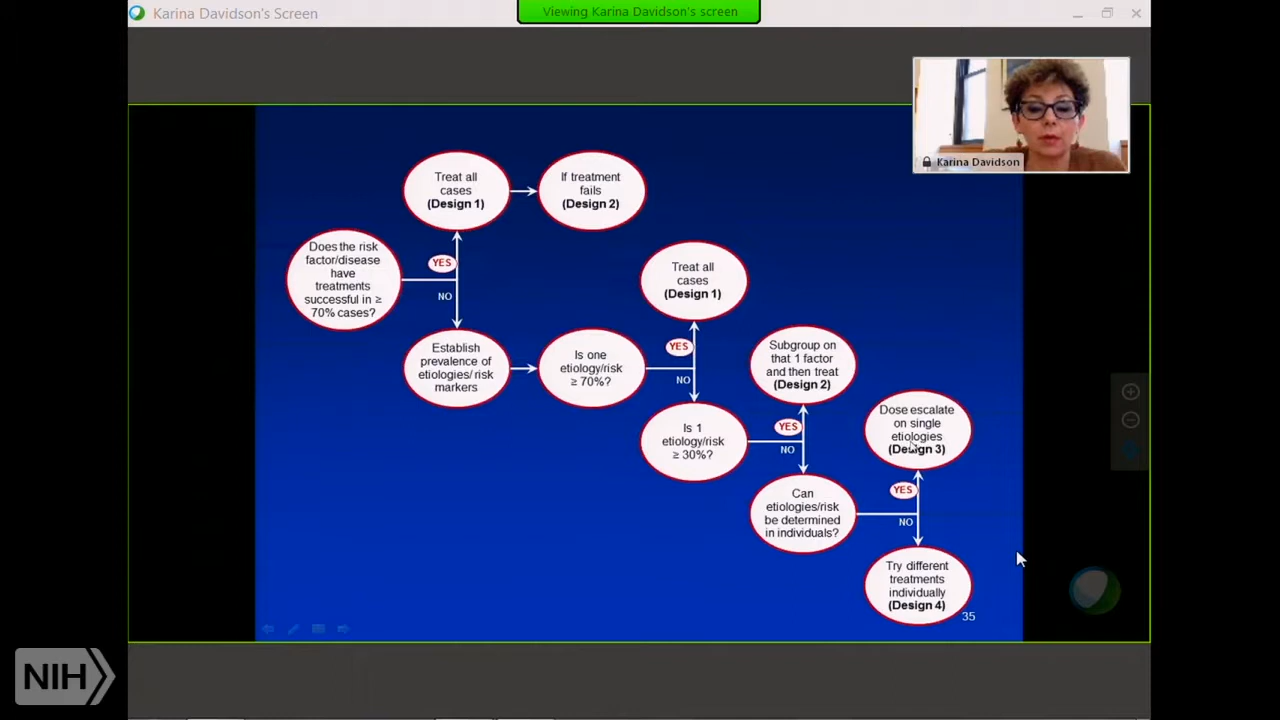 Karina Davidson's Screen
Viewing Karina Davidson's screen
Karina Davidson
Treat all
cases
(Design 1)
If treatment
fails
(Design 2)
Does the risk
factor/disease
have
treatments
successful in ≥
70% cases?
YES
NO
Establish
prevalence of
etiologies/ risk
markers
Is one
etiology/risk
≥ 70%?
Treat all
cases
(Design 1)
YES
NO
Is 1
etiology/risk
≥ 30%?
Subgroup on
that 1 factor
and then treat
(Design 2)
YES
NO
Can
etiologies/risk
be determined
in individuals?
Dose escalate
on single
etiologies
(Design 3)
YES
NO
Try different
treatments
individually
(Design 4)
35
NIH